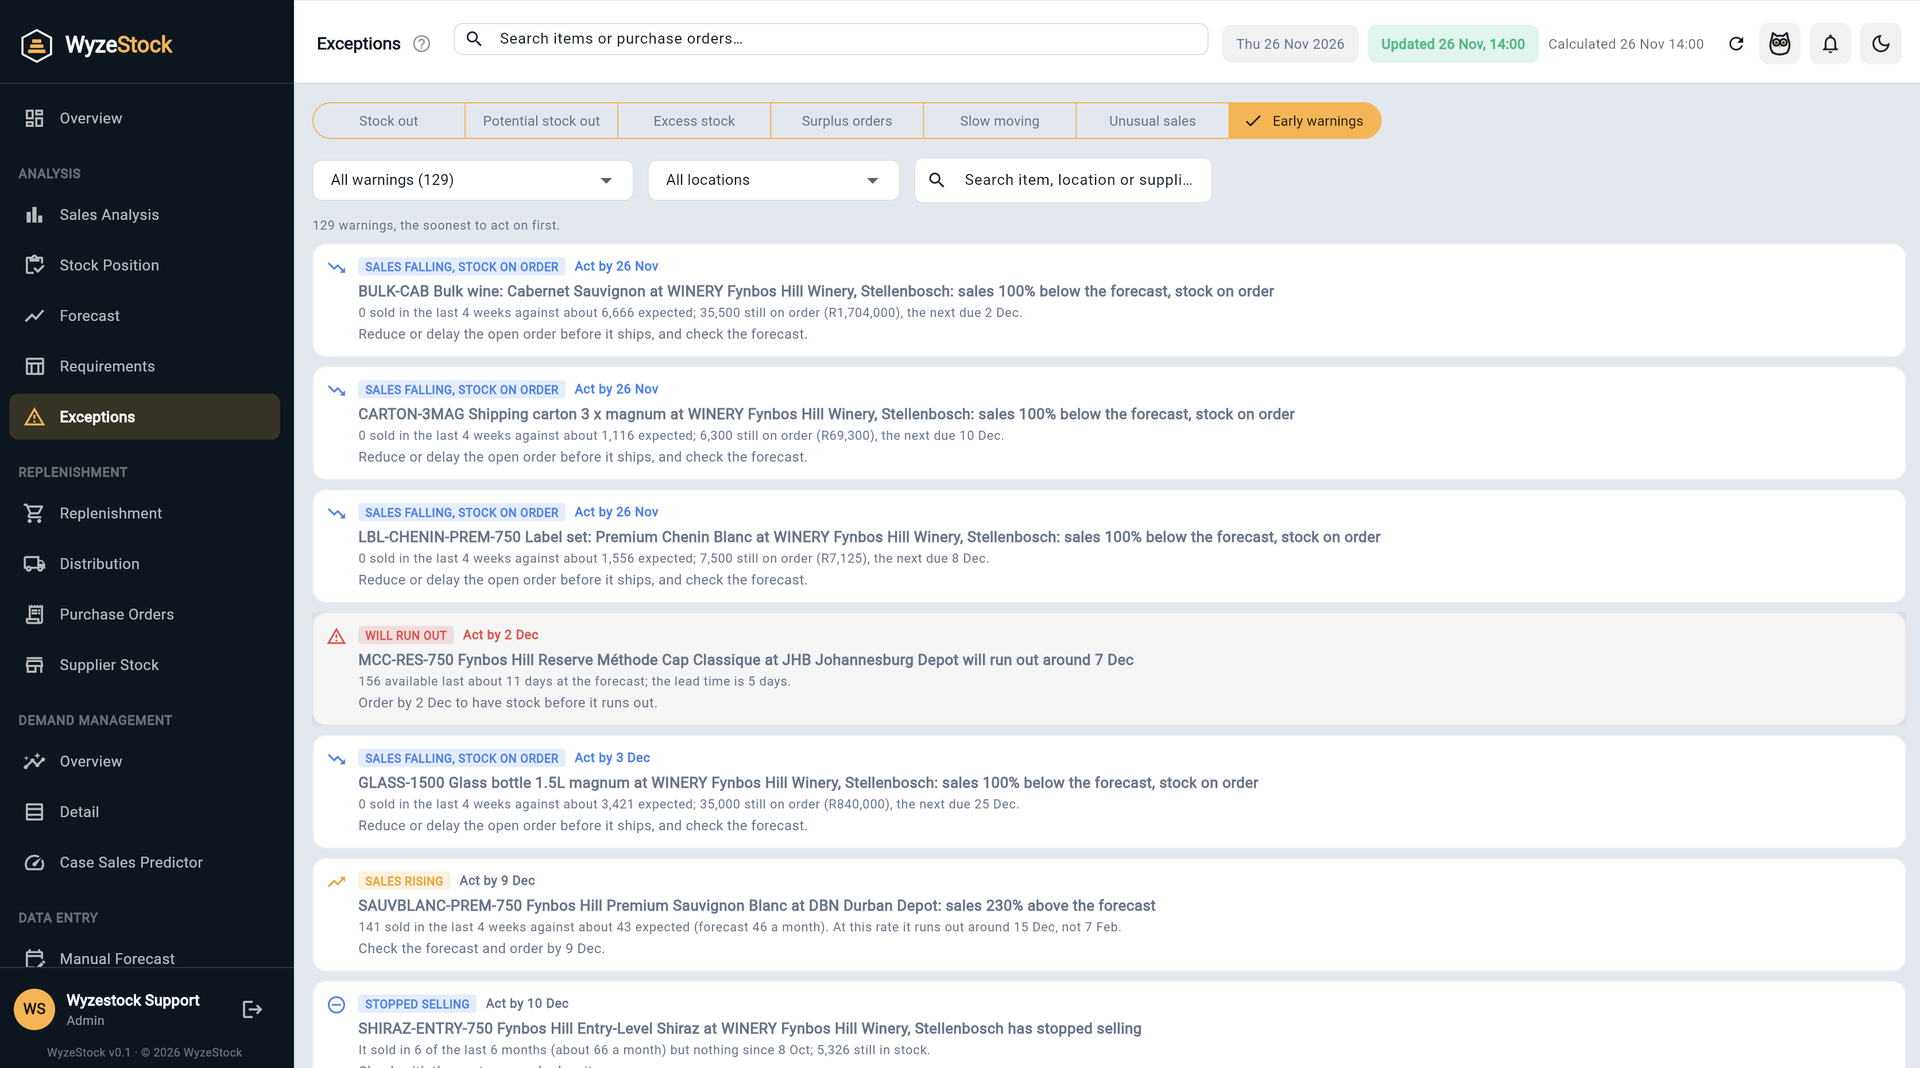 WyzeStock
Exceptions
Search items or purchase orders...
Thu 26 Nov 2026
Updated 26 Nov, 14:00
Calculated 26 Nov 14:00
Overview
ANALYSIS
Sales Analysis
Stock Position
Forecast
Requirements
Exceptions
REPLENISHMENT
Replenishment
Distribution
Purchase Orders
Supplier Stock
DEMAND MANAGEMENT
Overview
Detail
Case Sales Predictor
DATA ENTRY
Manual Forecast
WS
Wyzestock Support
Admin
WyzeStock v0.1 · © 2026 WyzeStock
Stock out
Potential stock out
Excess stock
Surplus orders
Slow moving
Unusual sales
Early warnings
All warnings (129)
All locations
Search item, location or suppli...
129 warnings, the soonest to act on first.
SALES FALLING, STOCK ON ORDER Act by 26 Nov
BULK-CAB Bulk wine: Cabernet Sauvignon at WINERY Fynbos Hill Winery, Stellenbosch: sales 100% below the forecast, stock on order
0 sold in the last 4 weeks against about 6,666 expected; 35,500 still on order (R1,704,000), the next due 2 Dec.
Reduce or delay the open order before it ships, and check the forecast.
SALES FALLING, STOCK ON ORDER Act by 26 Nov
CARTON-3MAG Shipping carton 3 x magnum at WINERY Fynbos Hill Winery, Stellenbosch: sales 100% below the forecast, stock on order
0 sold in the last 4 weeks against about 1,116 expected; 6,300 still on order (R69,300), the next due 10 Dec.
Reduce or delay the open order before it ships, and check the forecast.
SALES FALLING, STOCK ON ORDER Act by 26 Nov
LBL-CHENIN-PREM-750 Label set: Premium Chenin Blanc at WINERY Fynbos Hill Winery, Stellenbosch: sales 100% below the forecast, stock on order
0 sold in the last 4 weeks against about 1,556 expected; 7,500 still on order (R7,125), the next due 8 Dec.
Reduce or delay the open order before it ships, and check the forecast.
WILL RUN OUT Act by 2 Dec
MCC-RES-750 Fynbos Hill Reserve Méthode Cap Classique at JHB Johannesburg Depot will run out around 7 Dec
156 available last about 11 days at the forecast; the lead time is 5 days.
Order by 2 Dec to have stock before it runs out.
SALES FALLING, STOCK ON ORDER Act by 3 Dec
GLASS-1500 Glass bottle 1.5L magnum at WINERY Fynbos Hill Winery, Stellenbosch: sales 100% below the forecast, stock on order
0 sold in the last 4 weeks against about 3,421 expected; 35,000 still on order (R840,000), the next due 25 Dec.
Reduce or delay the open order before it ships, and check the forecast.
SALES RISING Act by 9 Dec
SAUVBLANC-PREM-750 Fynbos Hill Premium Sauvignon Blanc at DBN Durban Depot: sales 230% above the forecast
141 sold in the last 4 weeks against about 43 expected (forecast 46 a month). At this rate it runs out around 15 Dec, not 7 Feb.
Check the forecast and order by 9 Dec.
STOPPED SELLING Act by 10 Dec
SHIRAZ-ENTRY-750 Fynbos Hill Entry-Level Shiraz at WINERY Fynbos Hill Winery, Stellenbosch has stopped selling
It sold in 6 of the last 6 months (about 66 a month) but nothing since 8 Oct; 5,326 still in stock.